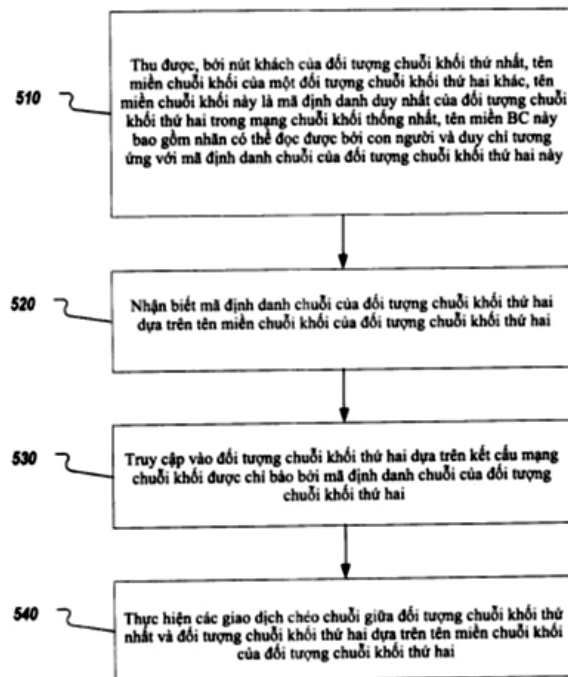 510
Thu được, bởi nút khách của đối tượng chuỗi khối thứ nhất, tên
miền chuỗi khối của một đối tượng chuỗi khối thứ hai khác, tên
miền chuỗi khối này là mã định danh duy nhất của đối tượng chuỗi
khối thứ hai trong mạng chuỗi khối thống nhất, tên miền BC này
bao gồm nhãn có thể đọc được bởi con người và duy chỉ tương
ứng với mã định danh chuỗi của đối tượng chuỗi khối thứ hai này
520
Nhận biết mã định danh chuỗi của đối tượng chuỗi khối thứ hai
dựa trên tên miền chuỗi khối của đối tượng chuỗi khối thứ hai
530
Truy cập vào đối tượng chuỗi khối thứ hai dựa trên kết cấu mạng
chuỗi khối được chỉ báo bởi mã định danh chuỗi của đối tượng
chuỗi khối thứ hai
540
Thực hiện các giao dịch chéo chuỗi giữa đối tượng chuỗi khối thứ
nhất và đối tượng chuỗi khối thứ hai dựa trên tên miền chuỗi khối
của đối tượng chuỗi khối thứ hai